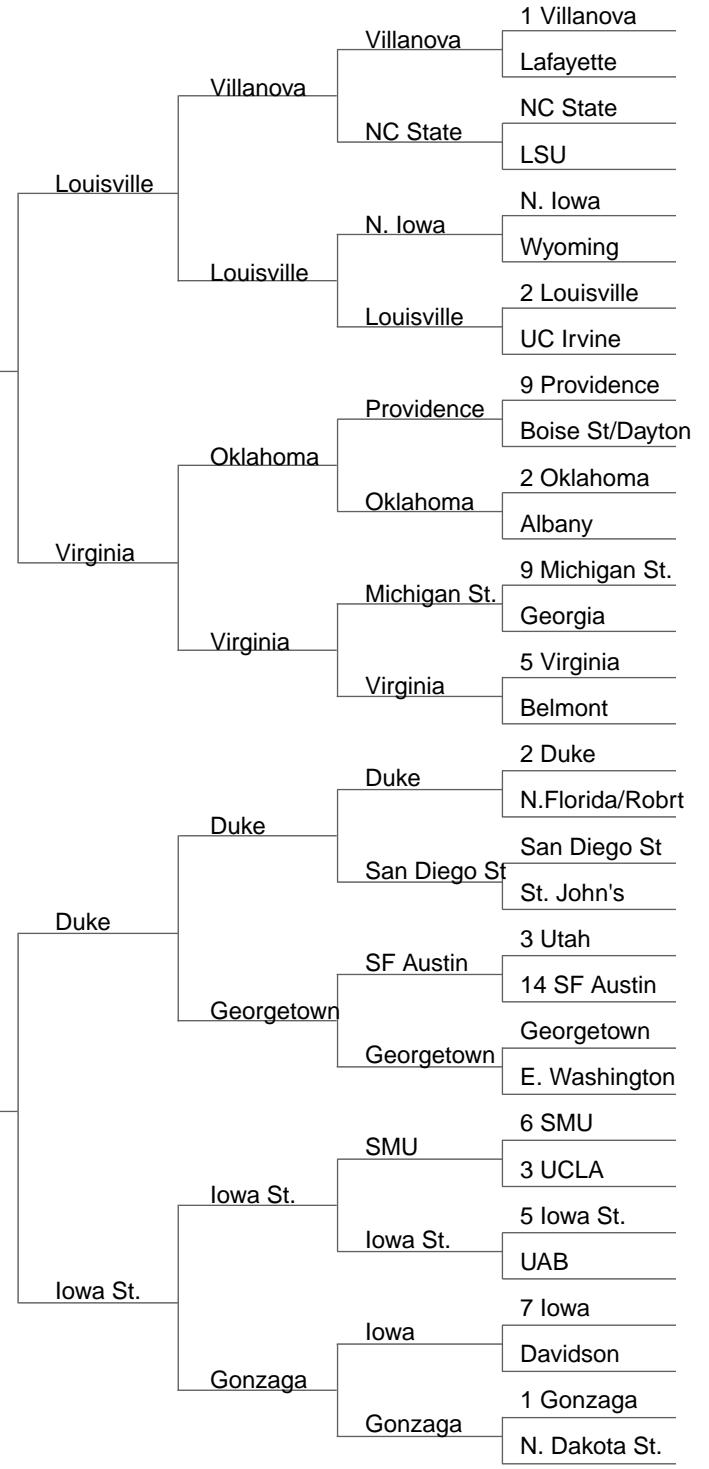 1 Villanova
Villanova
Lafayette
Villanova
NC State
NC State
LSU
Louisville
N. Iowa
N. Iowa
Wyoming
Louisville
2 Louisville
Louisville
UC Irvine
9 Providence
Providence
Boise St/Dayton
Oklahoma
2 Oklahoma
Oklahoma
Albany
Virginia
9 Michigan St.
Michigan St.
Georgia
Virginia
5 Virginia
Virginia
Belmont
2 Duke
Duke
N.Florida/Robrt
Duke
San Diego St
San Diego St
St. John's
Duke
3 Utah
SF Austin
14 SF Austin
Georgetown
Georgetown
Georgetown
E. Washington
6 SMU
SMU
3 UCLA
Iowa St.
5 Iowa St.
Iowa St.
UAB
Iowa St.
7 Iowa
Iowa
Davidson
Gonzaga
1 Gonzaga
Gonzaga
N. Dakota St.